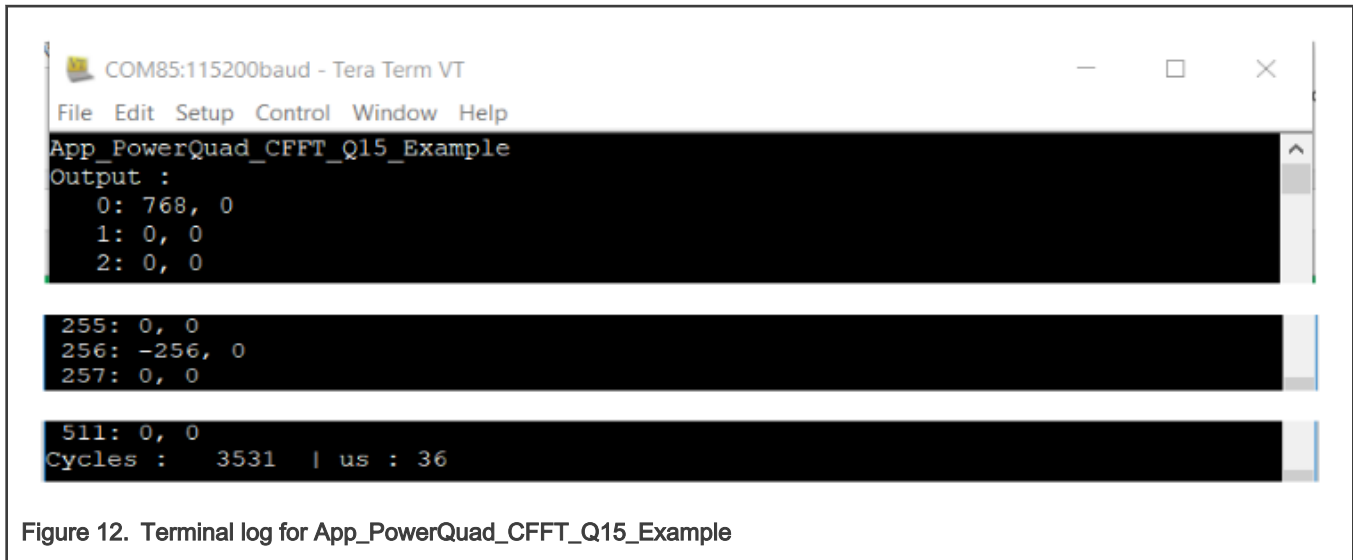 COM85:115200baud - Tera Term VT
File Edit Setup Control Window Help
App_PowerQuad_CFFT_Q15_Example
Output :
0: 768, 0
1: 0, 0
2: 0, 0
255: 0, 0
256: -256, 0
257: 0, 0
511: 0, 0
Cycles : 3531 | us : 36
Figure 12. Terminal log for App_PowerQuad_CFFT_Q15_Example